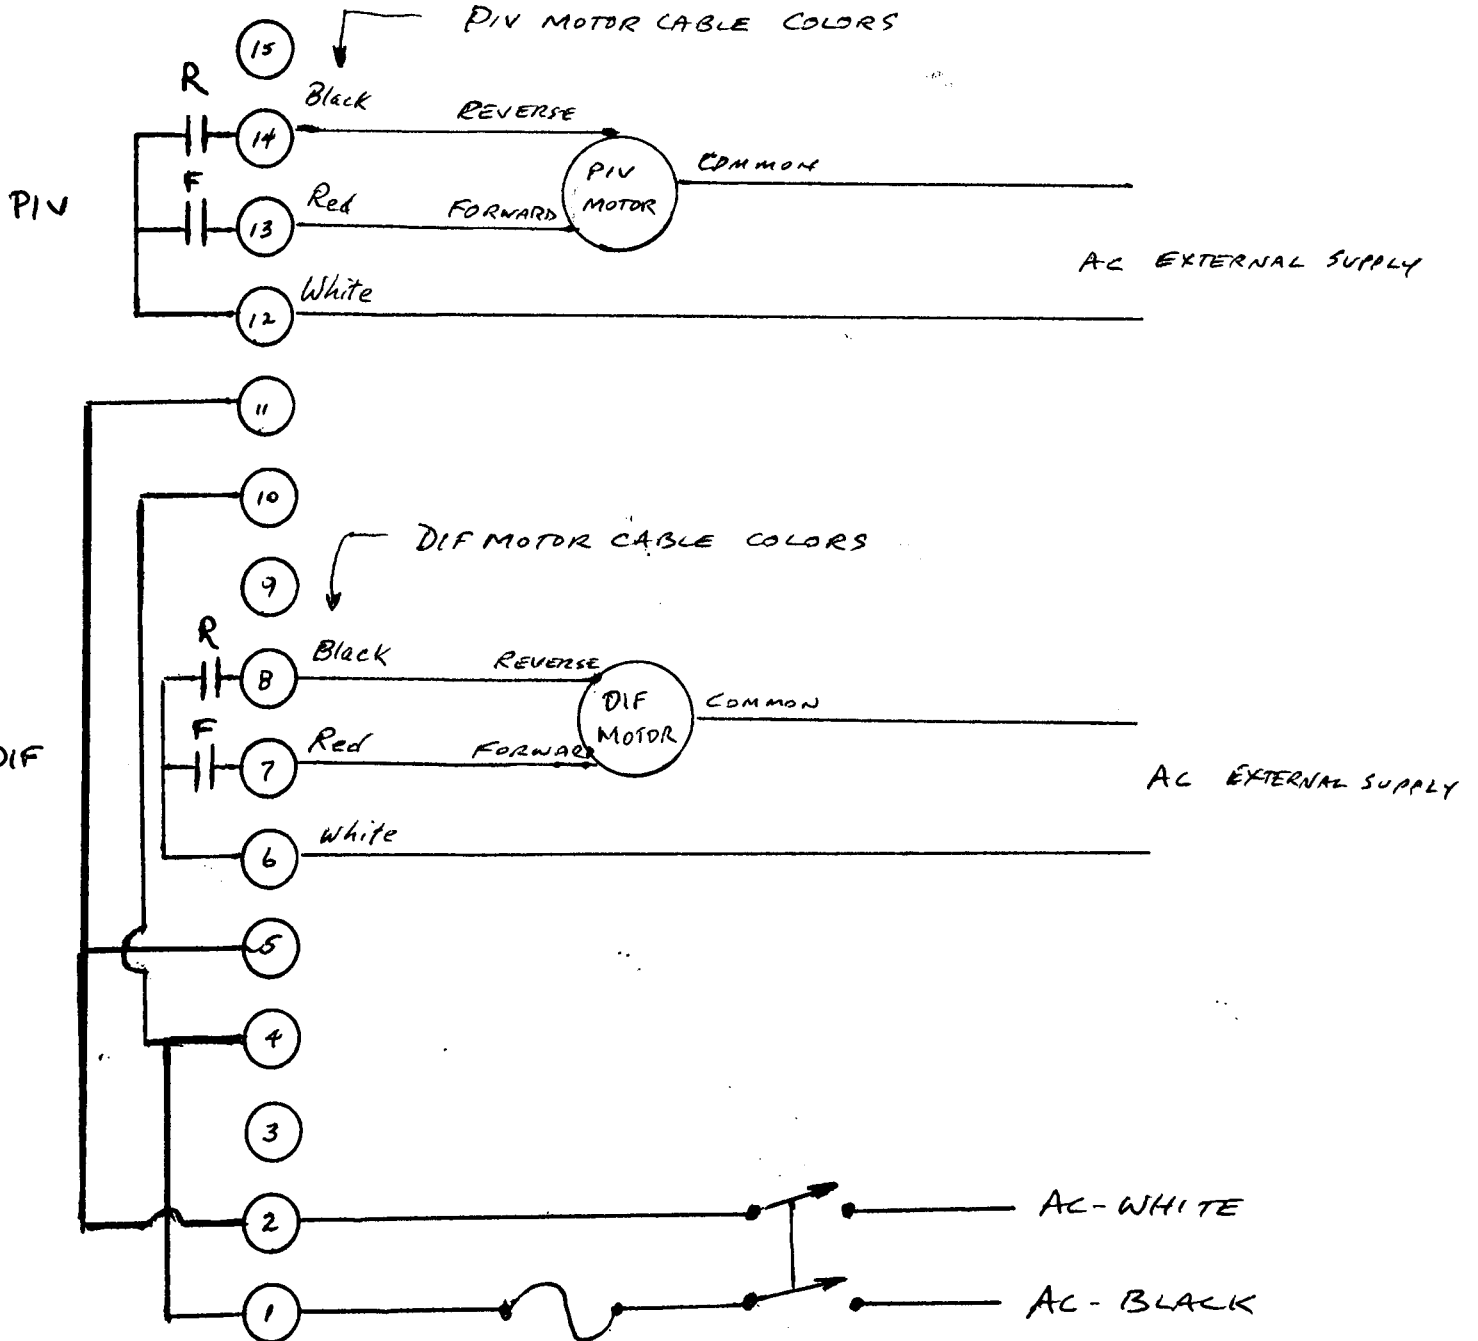 PIV MOTOR CABLE COLORS
15
R
Black
REVERSE
14
PIV
MOTOR
COMMON
F
Red
FORWARD
13
PIV
AC EXTERNAL SUPPLY
White
12
11
10
DIF MOTOR CABLE COLORS
9
R
Black
REVERSE
8
DIF
MOTOR
COMMON
F
Red
FORWARD
7
DIF
AC EXTERNAL SUPPLY
White
6
5
4
3
2
AC-WHITE
1
AC-BLACK